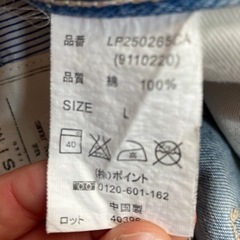 品番 LP250265CA
(9110220)
品質 綿 100%
SIZE L
40
(株)ポイント
0120-601-162
中国製
ロット